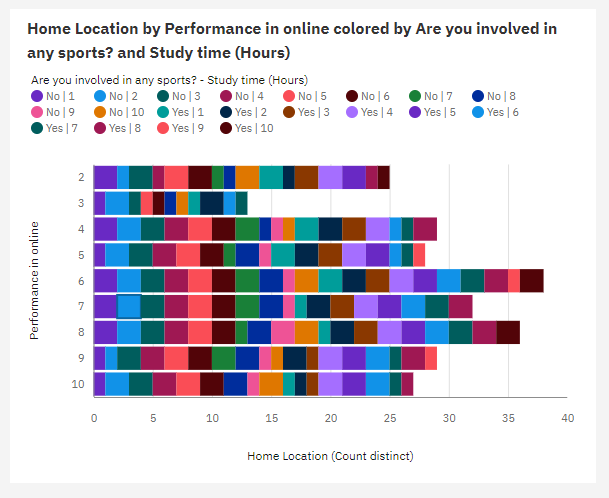 Home Location by Performance in online colored by Are you involved in
any sports? and Study time (Hours)
Are you involved in any sports? - Study time (Hours)
No | 1 No | 2 No | 3 No | 4 No | 5 No | 6 No | 7 No | 8
No | 9 No | 10 Yes | 1 Yes | 2 Yes | 3 Yes | 4 Yes | 5 Yes | 6
Yes | 7 Yes | 8 Yes | 9 Yes | 10
Performance in online
2
3
4
5
6
7
8
9
10
0 5 10 15 20 25 30 35 40
Home Location (Count distinct)